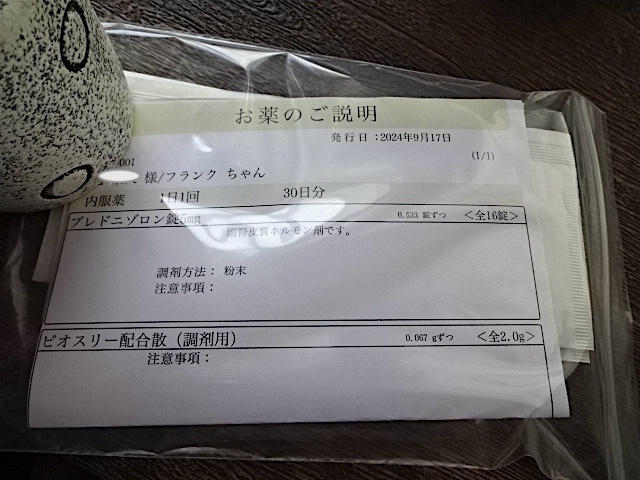 お薬のご説明
発行日：2024年9月17日
001
(1/1)
様/フランク ちゃん
内服薬 1日1回 30日分
プレドニゾロン錠5mg 0.533 錠ずつ <全16錠>
副腎皮質ホルモン剤です。
調剤方法： 粉末
注意事項：
ビオスリー配合散（調剤用） 0.067 gずつ <全2.0g>
注意事項：